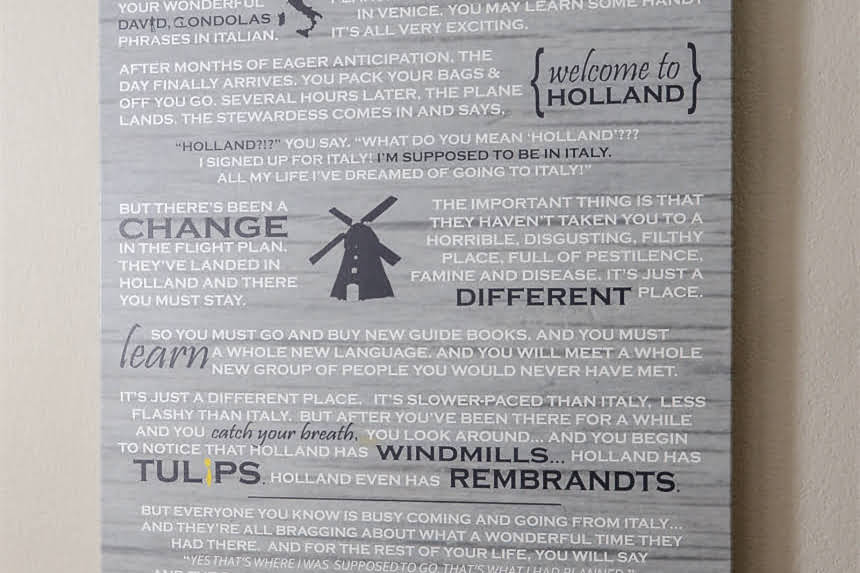 YOUR WONDERFUL
DAVID, GONDOLAS
PHRASES IN ITALIAN.
IN VENICE. YOU MAY LEARN SOME HANDY
IT'S ALL VERY EXCITING.
AFTER MONTHS OF EAGER ANTICIPATION, THE
DAY FINALLY ARRIVES. YOU PACK YOUR BAGS &
OFF YOU GO. SEVERAL HOURS LATER, THE PLANE
LANDS. THE STEWARDESS COMES IN AND SAYS,
{welcome to
HOLLAND}
"HOLLAND?!?" YOU SAY. "WHAT DO YOU MEAN 'HOLLAND'???
I SIGNED UP FOR ITALY! I'M SUPPOSED TO BE IN ITALY.
ALL MY LIFE I'VE DREAMED OF GOING TO ITALY!"
BUT THERE'S BEEN A
CHANGE
IN THE FLIGHT PLAN.
THEY'VE LANDED IN
HOLLAND AND THERE
YOU MUST STAY.
THE IMPORTANT THING IS THAT
THEY HAVEN'T TAKEN YOU TO A
HORRIBLE, DISGUSTING, FILTHY
PLACE, FULL OF PESTILENCE,
FAMINE AND DISEASE. IT'S JUST A
DIFFERENT PLACE.
SO YOU MUST GO AND BUY NEW GUIDE BOOKS. AND YOU MUST
learn A WHOLE NEW LANGUAGE. AND YOU WILL MEET A WHOLE
NEW GROUP OF PEOPLE YOU WOULD NEVER HAVE MET.
IT'S JUST A DIFFERENT PLACE. IT'S SLOWER-PACED THAN ITALY, LESS
FLASHY THAN ITALY. BUT AFTER YOU'VE BEEN THERE FOR A WHILE
AND YOU catch your breath, YOU LOOK AROUND... AND YOU BEGIN
TO NOTICE THAT HOLLAND HAS WINDMILLS... HOLLAND HAS
TULIPS. HOLLAND EVEN HAS REMBRANDTS.
BUT EVERYONE YOU KNOW IS BUSY COMING AND GOING FROM ITALY...
AND THEY'RE ALL BRAGGING ABOUT WHAT A WONDERFUL TIME THEY
HAD THERE. AND FOR THE REST OF YOUR LIFE, YOU WILL SAY
"YES THAT'S WHERE I WAS SUPPOSED TO GO. THAT'S WHAT I HAD PLANNED."